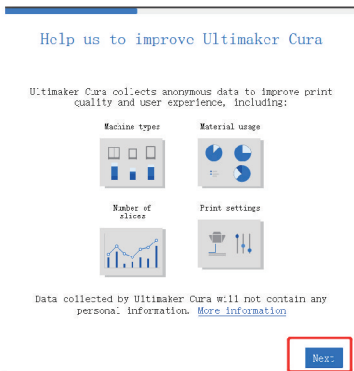 Help us to improve Ultimaker Cura
Ultimaker Cura collects anonymous data to improve print
quality and user experience, including:
Machine types
Material usage
Number of
slices
Print settings
Data collected by Ultimaker Cura will not contain any
personal information. More information
Next